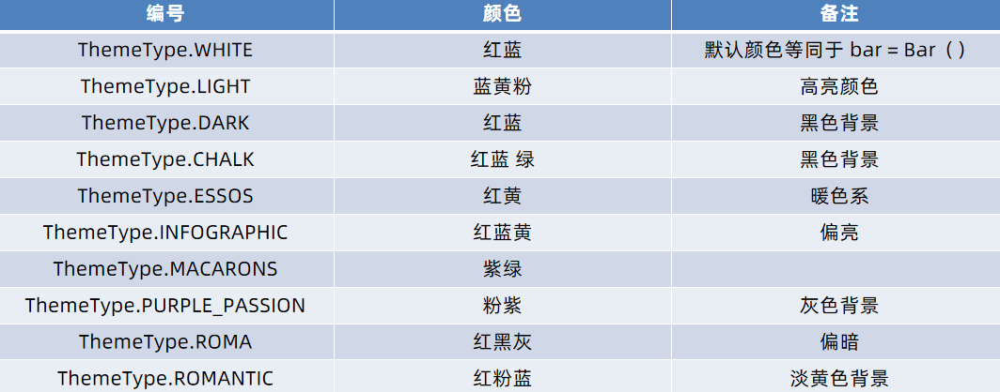 编号 颜色 备注
ThemeType.WHITE 红蓝 默认颜色等同于 bar = Bar（）
ThemeType.LIGHT 蓝黄粉 高亮颜色
ThemeType.DARK 红蓝 黑色背景
ThemeType.CHALK 红蓝 绿 黑色背景
ThemeType.ESSOS 红黄 暖色系
ThemeType.INFOGRAPHIC 红蓝黄 偏亮
ThemeType.MACARONS 紫绿
ThemeType.PURPLE_PASSION 粉紫 灰色背景
ThemeType.ROMA 红黑灰 偏暗
ThemeType.ROMANTIC 红粉蓝 淡黄色背景